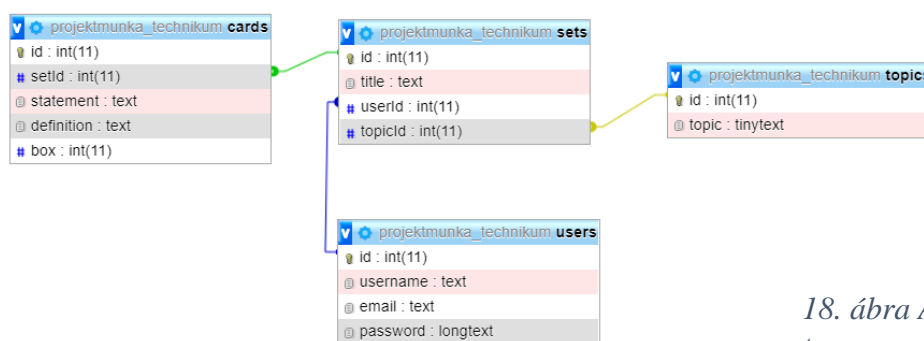 projektmunka_technikum cards
id : int(11)
setId : int(11)
statement : text
definition : text
box : int(11)
projektmunka_technikum sets
id : int(11)
title : text
userId : int(11)
topicId : int(11)
projektmunka_technikum topics
id : int(11)
topic : tinytext
projektmunka_technikum users
id : int(11)
username : text
email : text
password : longtext
18. ábra